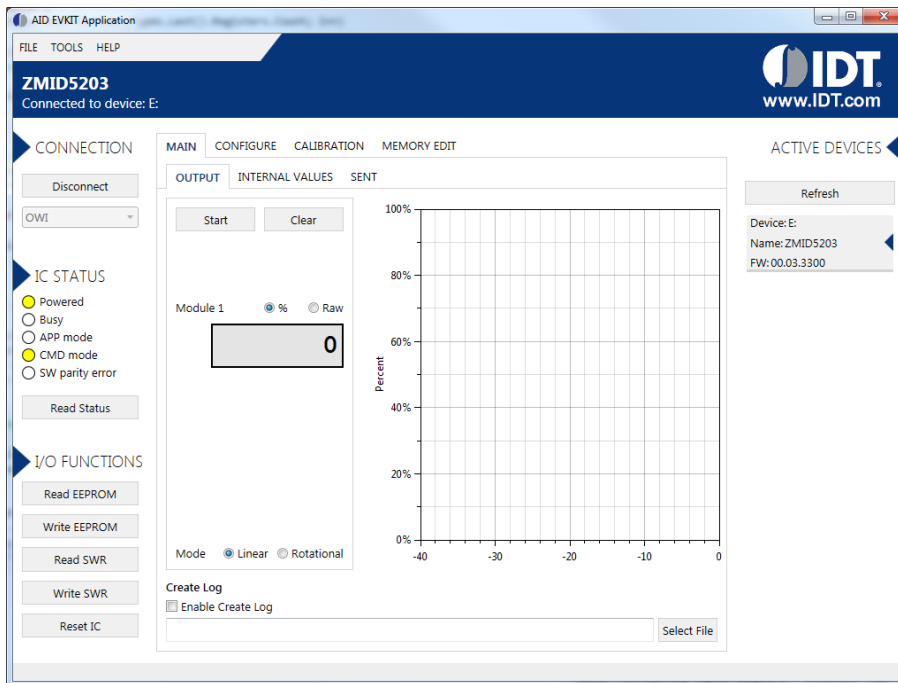 AID EVKIT Application
FILE TOOLS HELP
ZMID5203
Connected to device: E:
IDT
www.IDT.com
CONNECTION
Disconnect
OWI
IC STATUS
Powered
Busy
APP mode
CMD mode
SW parity error
Read Status
I/O FUNCTIONS
Read EEPROM
Write EEPROM
Read SWR
Write SWR
Reset IC
MAIN CONFIGURE CALIBRATION MEMORY EDIT
OUTPUT INTERNAL VALUES SENT
Start Clear
Module 1 % Raw
0
Mode Linear Rotational
100%
80%
60%
40%
20%
0%
Percent
-40 -30 -20 -10 0
Create Log
Enable Create Log
Select File
ACTIVE DEVICES
Refresh
Device: E:
Name: ZMID5203
FW: 00.03.3300